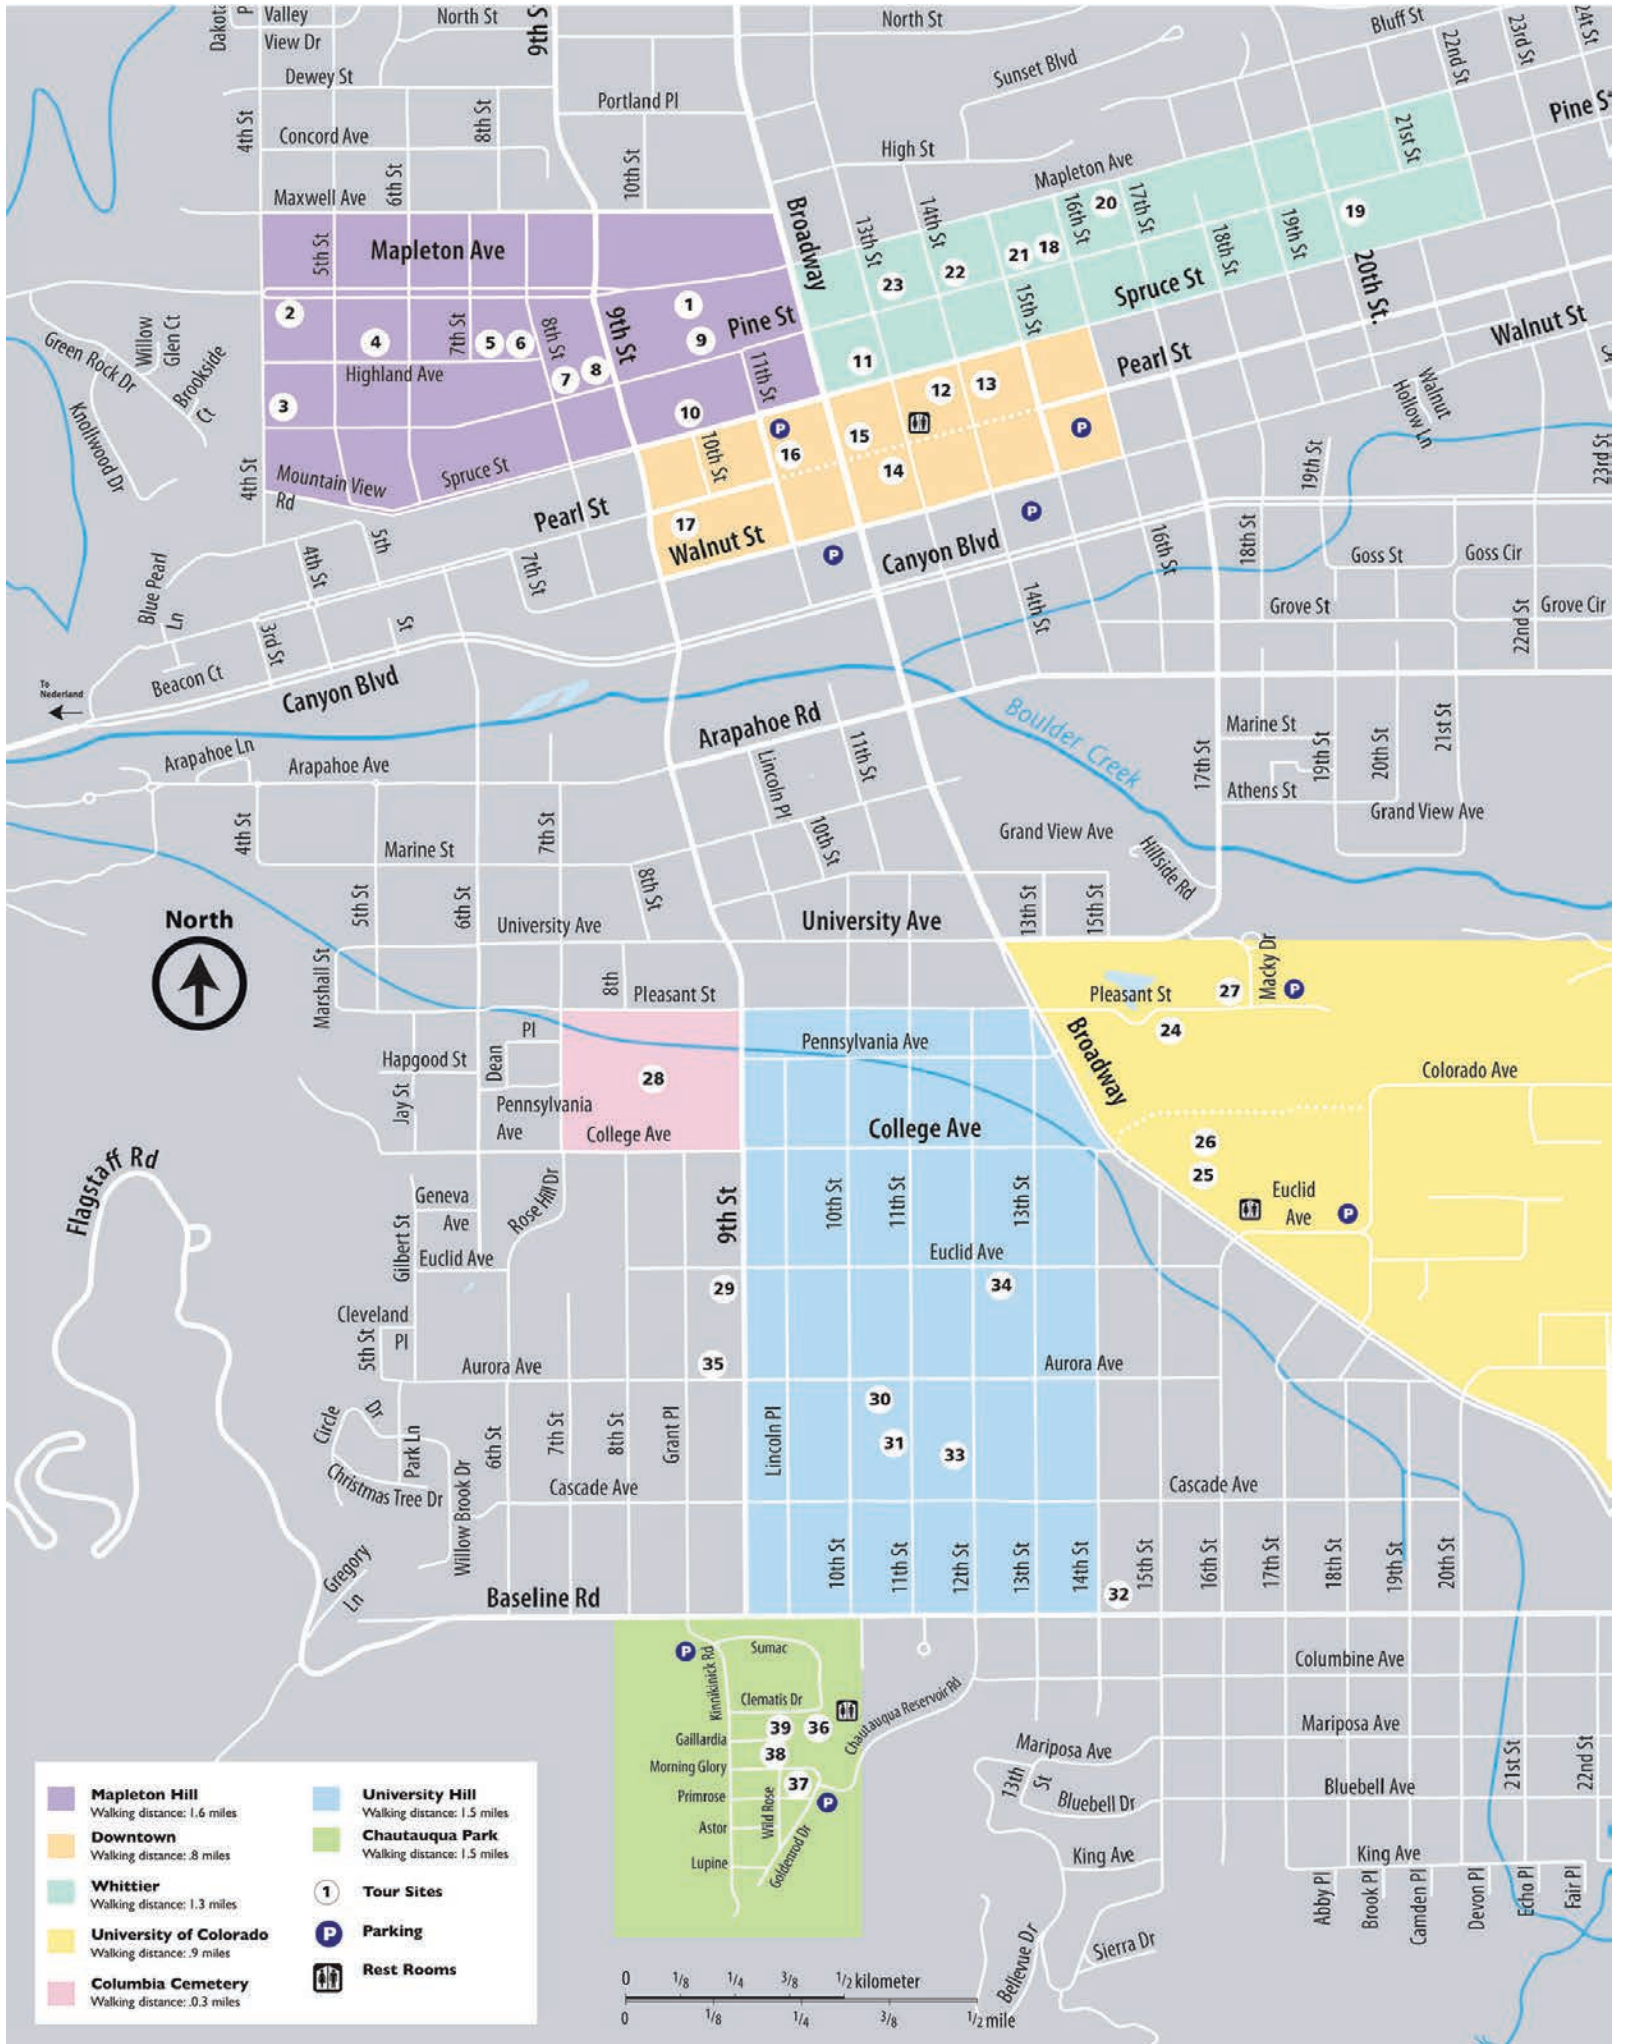 Dakota
Pl
Valley
View Dr
North St
9th S
North St
Bluff St
22nd St
23rd St
24t St
Sunset Blvd
Dewey St
Portland Pl
Pine St
4th St
8th St
Concord Ave
High St
21st St
10th St
6th St
Mapleton Ave
Maxwell Ave
Broadway
13th St
14th St
16th St
20
17th St
19
5th St
Mapleton Ave
21
18
18th St
19th St
20th St.
22
23
Spruce St
15th St
2
1
Pine St
Willow
Glen Ct
Green Rock Dr
Brookside
Ct
Knollwood Dr
4
7th St
5
6
8th St
9th St
9
11
Pearl St
Walnut St
Highland Ave
7
8
11th St
12
13
Walnut
Hollow Ln
3
10
P
15
P
16
14
4th St
Mountain View
Rd
Spruce St
10th St
19th St
23rd St
Pearl St
17
Walnut St
P
P
Canyon Blvd
5th
4th St
7th St
16th St
18th St
Goss St
Goss Cir
Blue Pearl
Ln
14th St
Grove St
22nd St
Grove Cir
3rd St
St
Beacon Ct
To
Nederland
Canyon Blvd
Arapahoe Rd
Boulder Creek
Marine St
21st St
Arapahoe Ln
Arapahoe Ave
Lincoln Pl
11th St
17th St
19th St
20th St
Athens St
Grand View Ave
4th St
7th St
Marine St
10th St
Grand View Ave
Hillside Rd
8th St
North
5th St
6th St
University Ave
University Ave
13th St
15th St
Marshall St
8th
Pleasant St
Pleasant St
27
Macky Dr
P
24
Broadway
Pl
Hapgood St
Dean
Pennsylvania Ave
28
Colorado Ave
Jay St
Pennsylvania
Ave
College Ave
College Ave
26
25
Flagstaff Rd
Geneva
Ave
Rose Hill Dr
9th St
10th St
11th St
13th St
Euclid
Ave
P
Gilbert St
Euclid Ave
Euclid Ave
29
34
Cleveland
Pl
5th St
Aurora Ave
35
Aurora Ave
30
Circle
Dr
Park Ln
6th St
7th St
8th St
Grant Pl
Lincoln Pl
31
33
Christmas Tree Dr
Willow Brook Dr
Cascade Ave
Cascade Ave
Gregory
Ln
10th St
11th St
12th St
13th St
14th St
32
15th St
16th St
17th St
18th St
19th St
20th St
Baseline Rd
P
Kinnikinick Rd
Sumac
Columbine Ave
Clematis Dr
Chautauqua Reservoir Rd
39
36
Gaillardia
38
Mariposa Ave
Mariposa Ave
Morning Glory
37
13th
St
21st St
22nd St
Primrose
Wild Rose
P
Bluebell Dr
Bluebell Ave
Astor
Goldenrod Dr
Lupine
King Ave
King Ave
Abby Pl
Brook Pl
Camden Pl
Devon Pl
Echo Pl
Fair Pl
Bellevue Dr
Sierra Dr
Mapleton Hill
Walking distance: 1.6 miles
Downtown
Walking distance: .8 miles
Whittier
Walking distance: 1.3 miles
University of Colorado
Walking distance: .9 miles
Columbia Cemetery
Walking distance: .0.3 miles
University Hill
Walking distance: 1.5 miles
Chautauqua Park
Walking distance: 1.5 miles
1 Tour Sites
P Parking
Rest Rooms
0 1/8 1/4 3/8 1/2 kilometer
0 1/8 1/4 3/8 1/2 mile